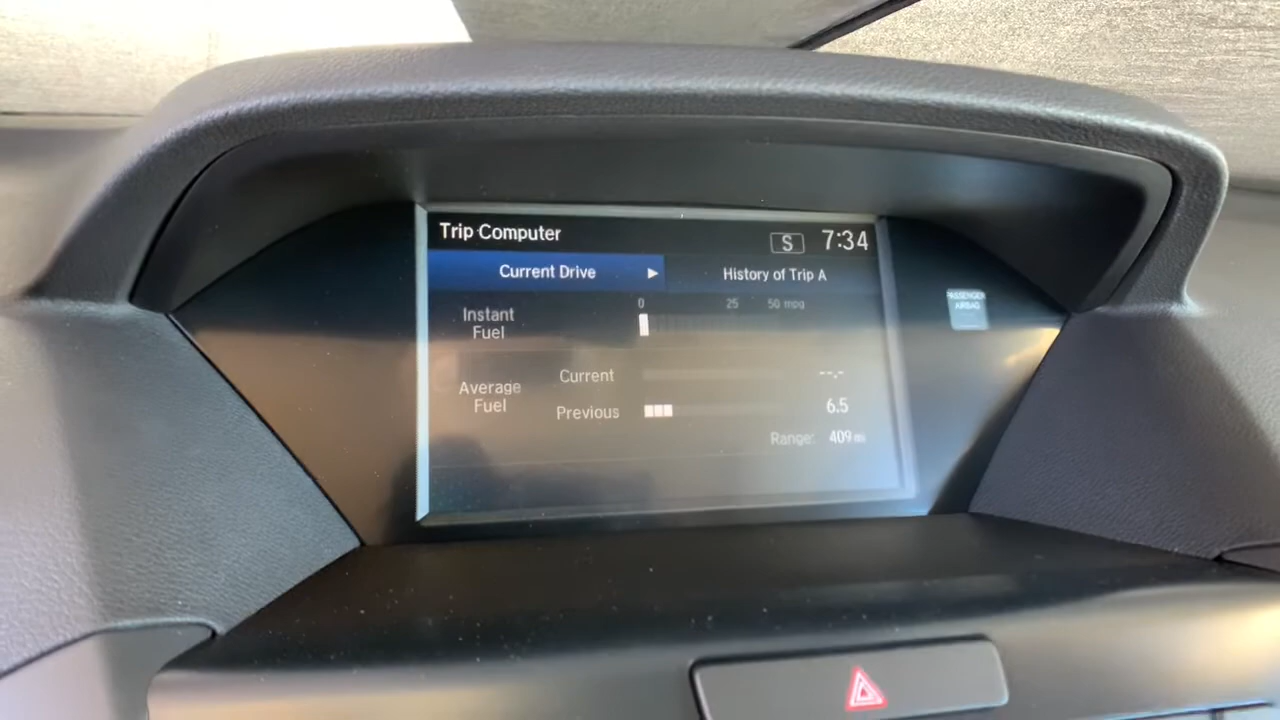 Trip Computer
S 7:34
Current Drive ▶ History of Trip A
0 25 50 mpg
Instant
Fuel
Average
Fuel
Current --.-
Previous 6.5
Range: 409 mi
PASSENGER
AIRBAG